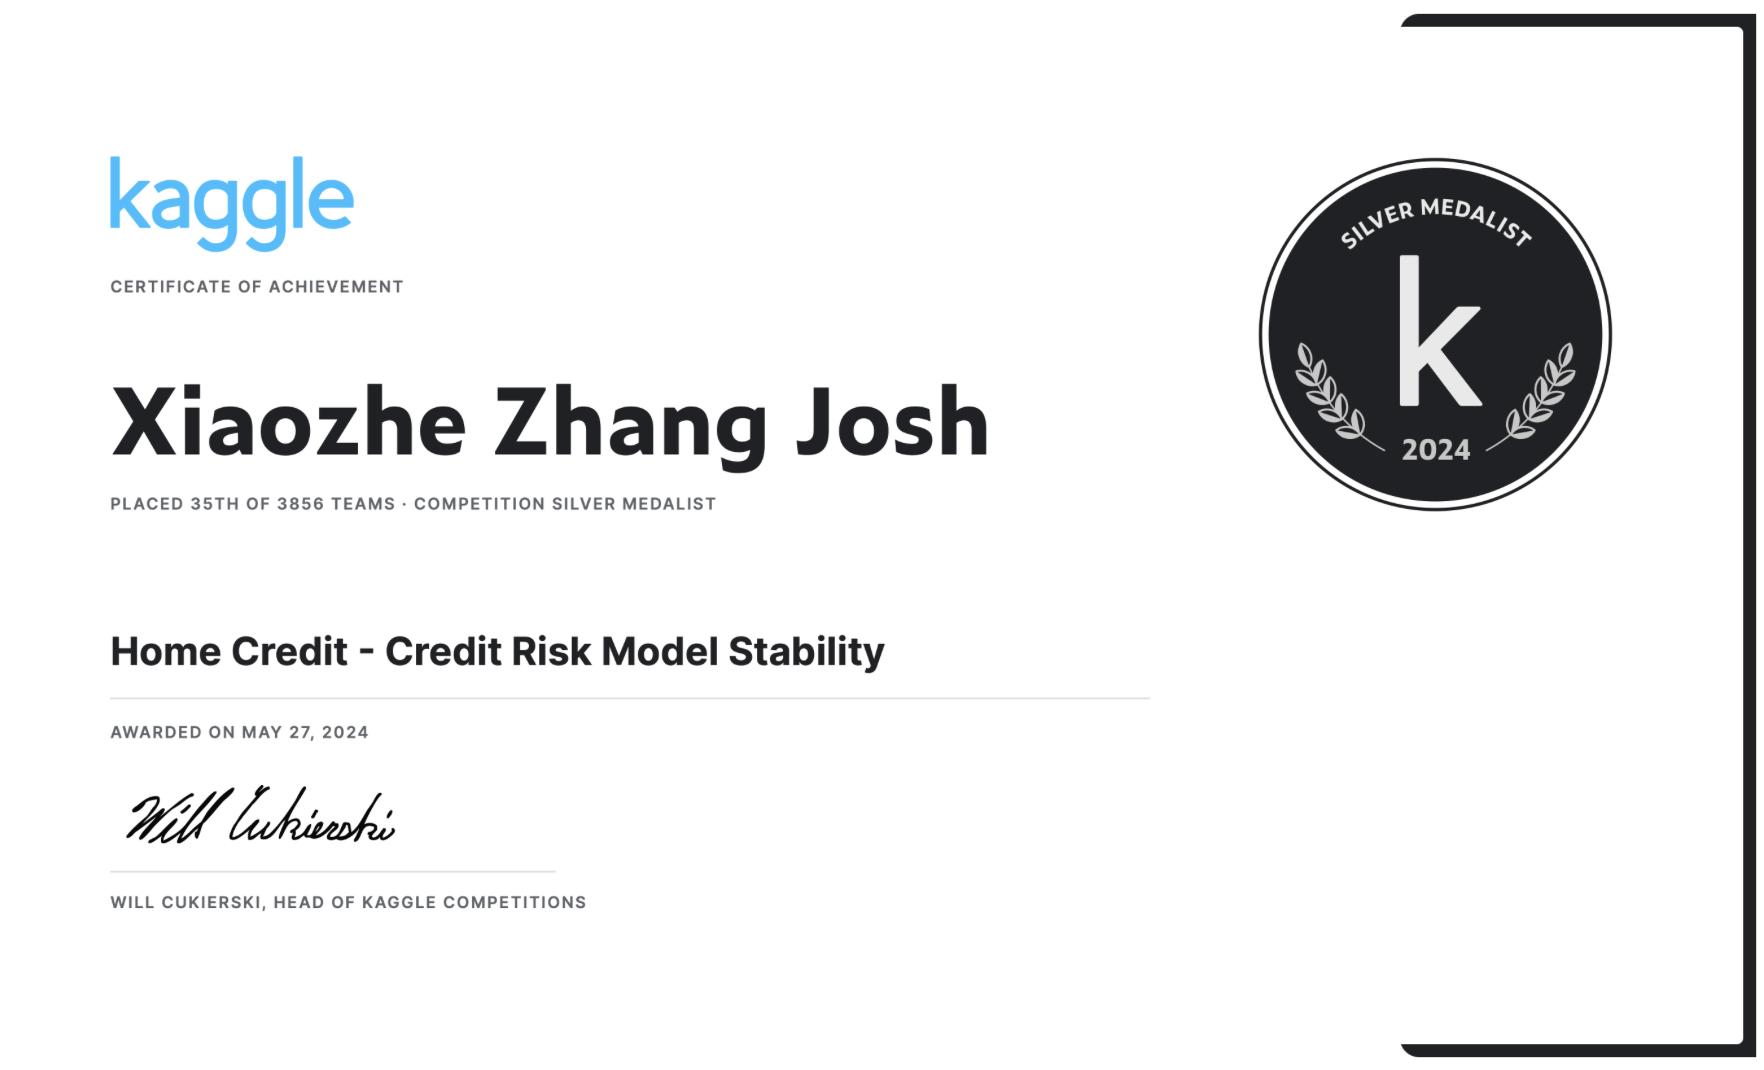 kaggle
CERTIFICATE OF ACHIEVEMENT
Xiaozhe Zhang Josh
PLACED 35TH OF 3856 TEAMS · COMPETITION SILVER MEDALIST
SILVER MEDALIST
k
2024
Home Credit - Credit Risk Model Stability
AWARDED ON MAY 27, 2024
Will Cukierski
WILL CUKIERSKI, HEAD OF KAGGLE COMPETITIONS